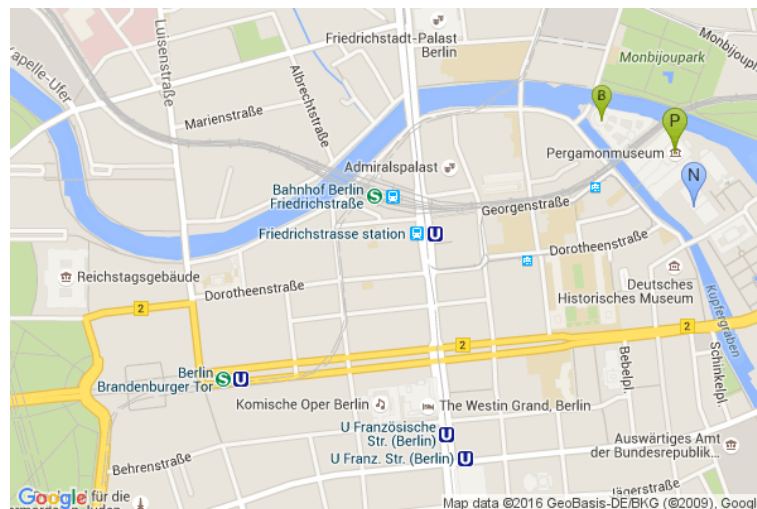 Friedrichstadt-Palast
Berlin
Monbijoupl
Monbijoupark
Luisenstraße
Kapelle-Ufer
Albrechtstraße
Marienstraße
B
P
Pergamonmuseum
N
Admiralspalast
Bahnhof Berlin
Friedrichstraße
S
Georgenstraße
Friedrichstrasse station
U
Dorotheenstraße
Reichstagsgebäude
Deutsches
Historisches Museum
Dorotheenstraße
Kupfergraben
2
2
2
Berlin
Brandenburger Tor
S
U
Bebelpl.
Schinkelpl.
Komische Oper Berlin
The Westin Grand, Berlin
U Französische
Str. (Berlin)
U
U Franz. Str. (Berlin)
U
Auswärtiges Amt
der Bundesrepublik...
Behrenstraße
Jägerstraße
Google
für die
Map data ©2016 GeoBasis-DE/BKG (©2009), Googl